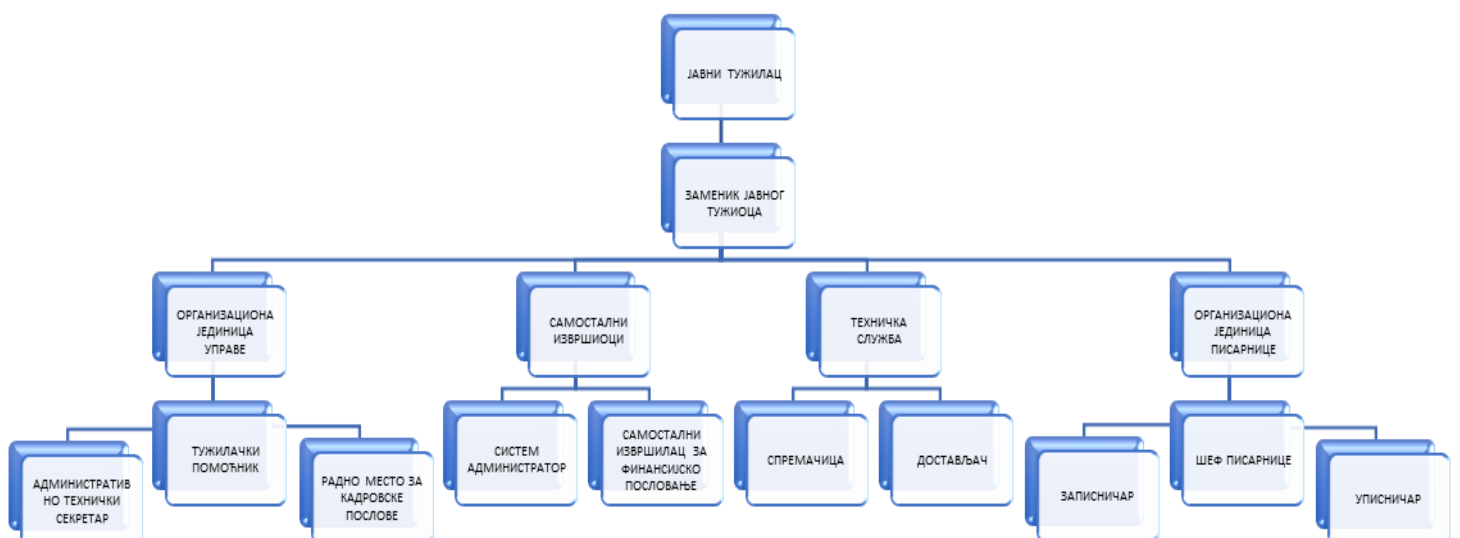 ЈАВНИ ТУЖИЛАЦ
ЗАМЕНИК ЈАВНОГ
ТУЖИОЦА
ОРГАНИЗАЦИОНА
ЈЕДИНИЦА
УПРАВЕ
САМОСТАЛНИ
ИЗВРШИОЦИ
ТЕХНИЧКА
СЛУЖБА
ОРГАНИЗАЦИОНА
ЈЕДИНИЦА
ПИСАРНИЦЕ
АДМИНИСТРАТИВ
НО ТЕХНИЧКИ
СЕКРЕТАР
ТУЖИЛАЧКИ
ПОМОЋНИК
РАДНО МЕСТО ЗА
КАДРОВСКЕ
ПОСЛОВЕ
СИСТЕМ
АДМИНИСТРАТОР
САМОСТАЛНИ
ИЗВРШИЛАЦ ЗА
ФИНАНСИЈСКО
ПОСЛОВАЊЕ
СПРЕМАЧИЦА
ДОСТАВЉАЧ
ЗАПИСНИЧАР
ШЕФ ПИСАРНИЦЕ
УПИСНИЧАР